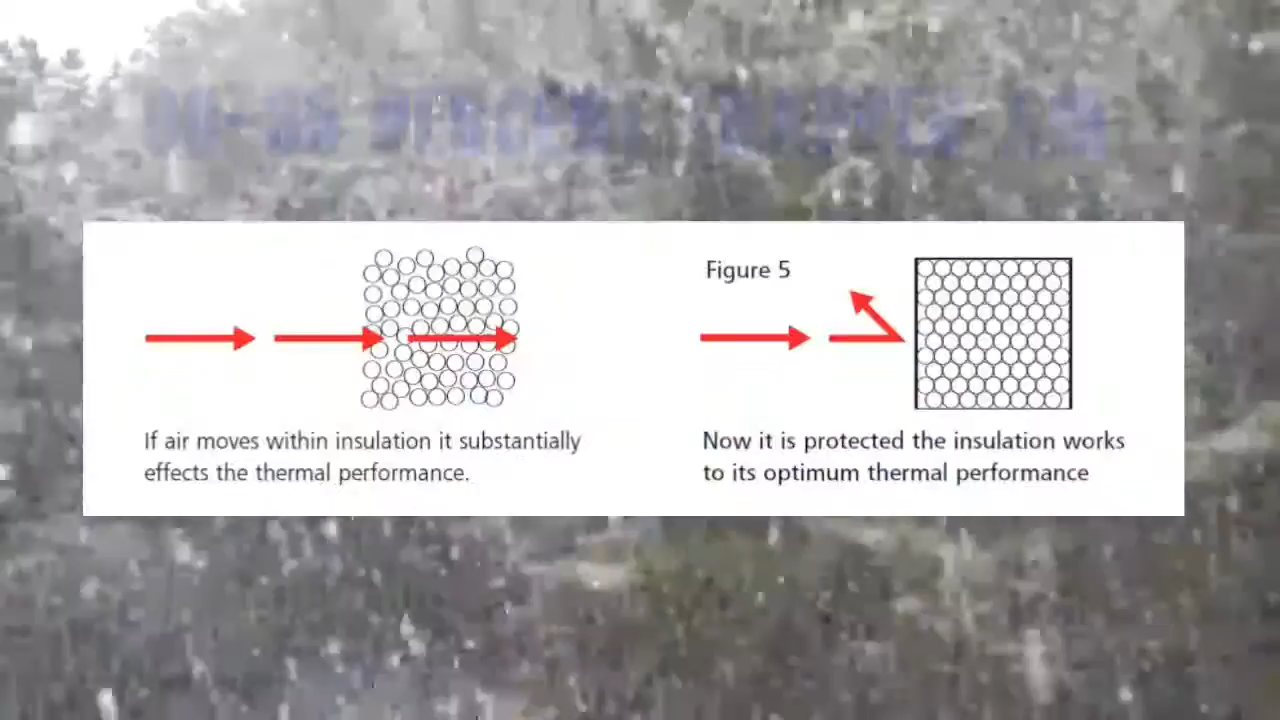 Figure 5
If air moves within insulation it substantially
effects the thermal performance.
Now it is protected the insulation works
to its optimum thermal performance